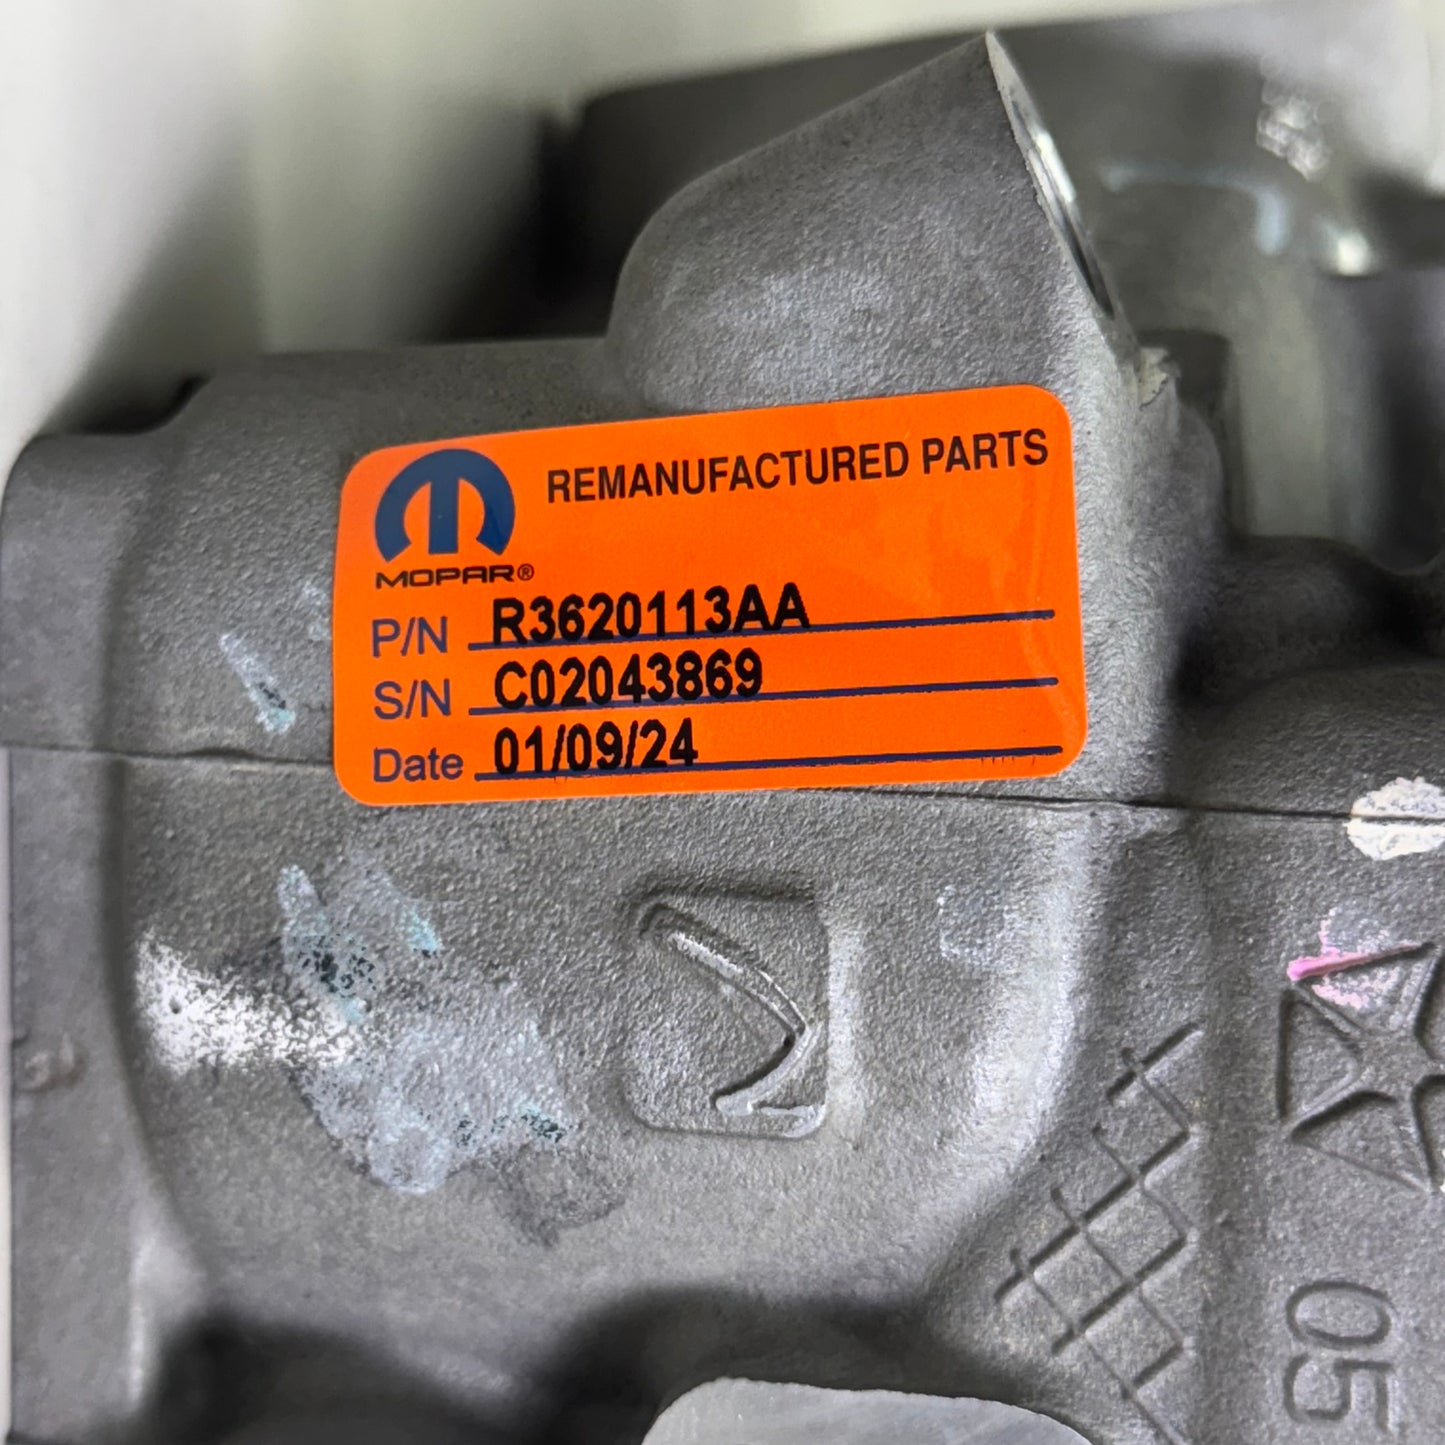 REMANUFACTURED PARTS
MOPAR®
P/N R3620113AA
S/N C02043869
Date 01/09/24
05